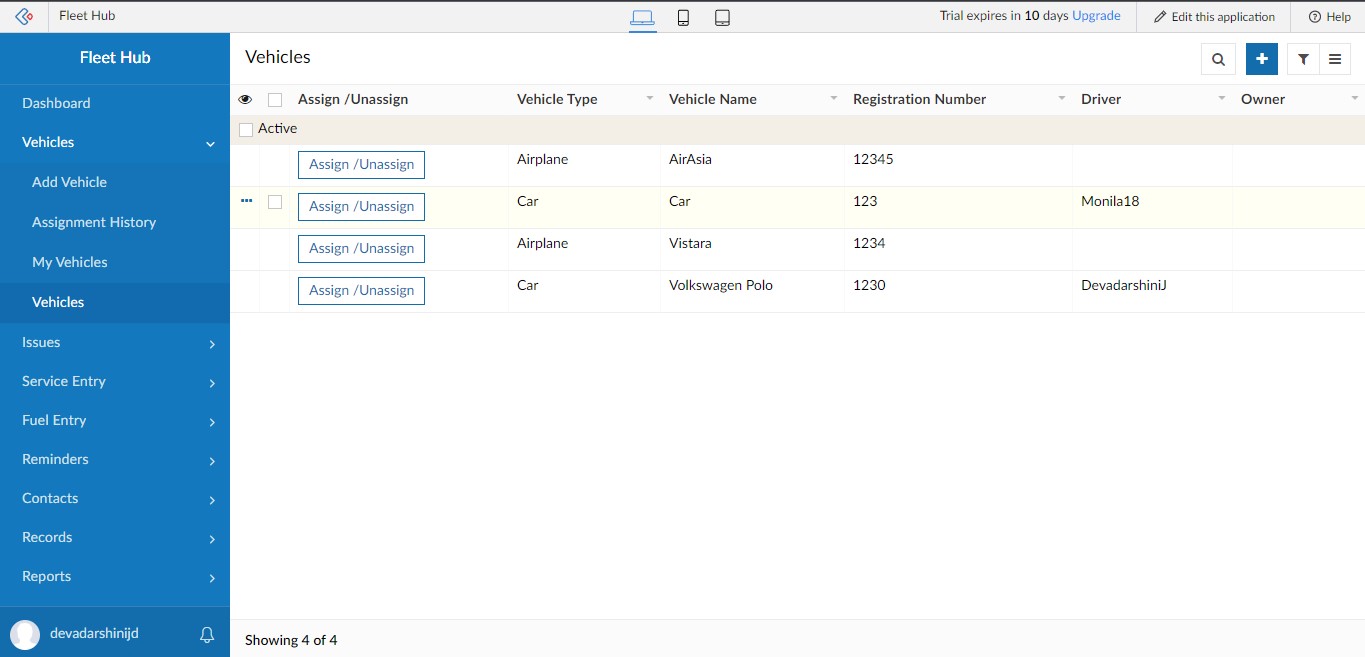 Fleet Hub
Trial expires in 10 days Upgrade
Edit this application
Help
Fleet Hub
Dashboard
Vehicles
Add Vehicle
Assignment History
My Vehicles
Vehicles
Issues
Service Entry
Fuel Entry
Reminders
Contacts
Records
Reports
devadarshinijd
Vehicles
Assign /Unassign Vehicle Type Vehicle Name Registration Number Driver Owner
Active
Assign /Unassign Airplane AirAsia 12345
Assign /Unassign Car Car 123 Monila18
Assign /Unassign Airplane Vistara 1234
Assign /Unassign Car Volkswagen Polo 1230 DevadarshiniJ
Showing 4 of 4